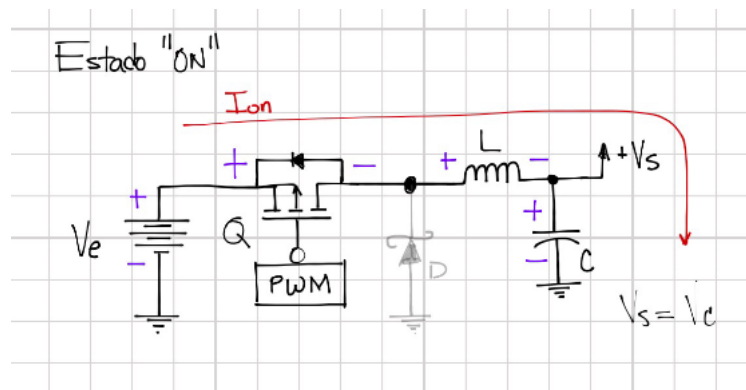 Estado "ON"
Ion
+ - + L - +Vs
+ Ve - Q + - C
D
PWM
Vs = Vc